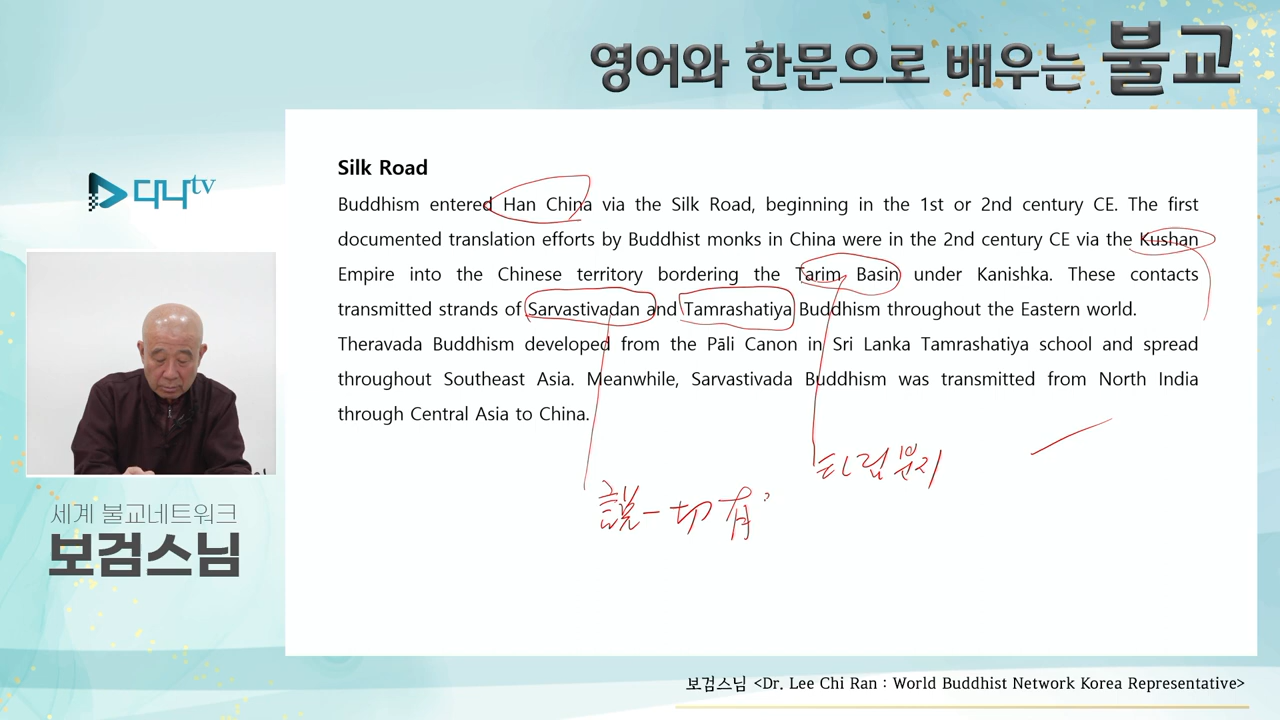 영어와 한문으로 배우는 불교
디나tv
Silk Road
Buddhism entered Han China via the Silk Road, beginning in the 1st or 2nd century CE. The first
documented translation efforts by Buddhist monks in China were in the 2nd century CE via the Kushan
Empire into the Chinese territory bordering the Tarim Basin under Kanishka. These contacts
transmitted strands of Sarvastivadan and Tamrashatiya Buddhism throughout the Eastern world.
Theravada Buddhism developed from the Pāli Canon in Sri Lanka Tamrashatiya school and spread
throughout Southeast Asia. Meanwhile, Sarvastivada Buddhism was transmitted from North India
through Central Asia to China.
타림분지
說一切有
세계 불교네트워크
보검스님
보검스님 <Dr. Lee Chi Ran : World Buddhist Network Korea Representative>